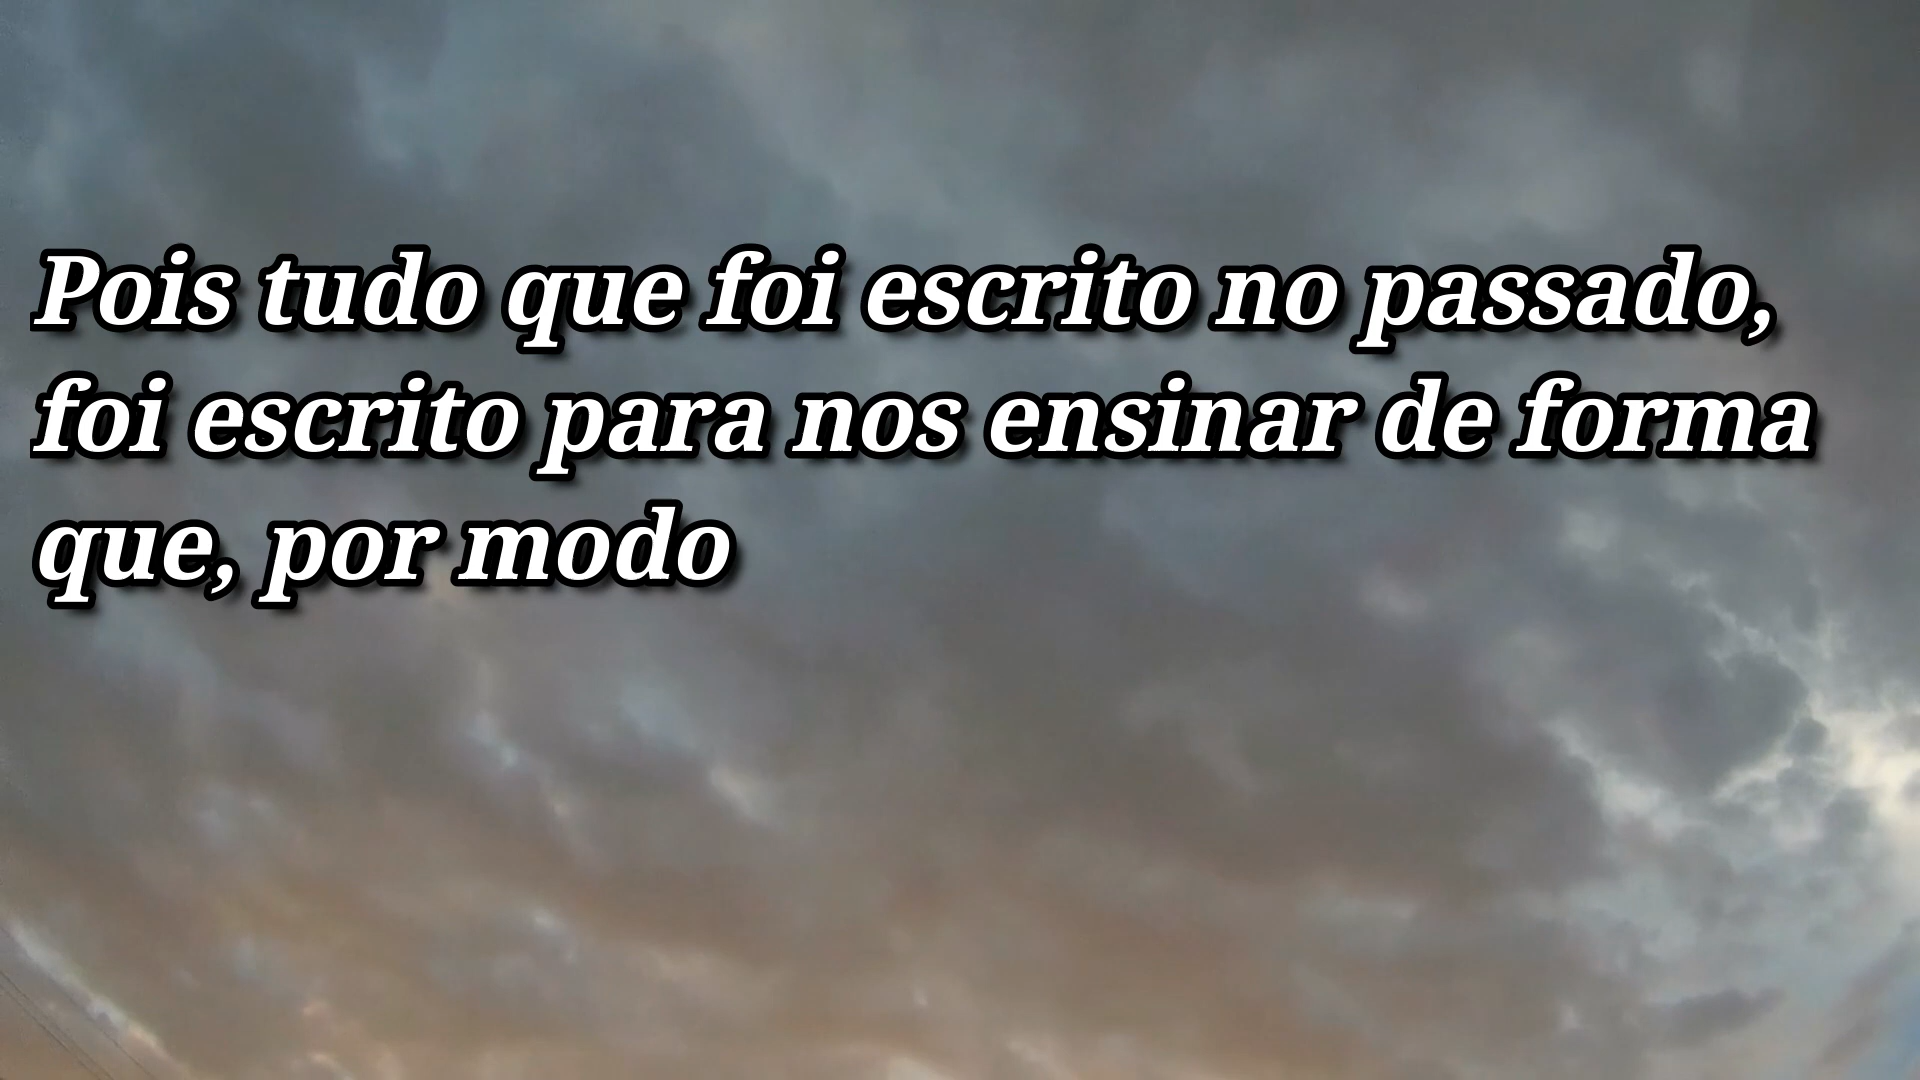 Pois tudo que foi escrito no passado,
foi escrito para nos ensinar de forma
que, por modo